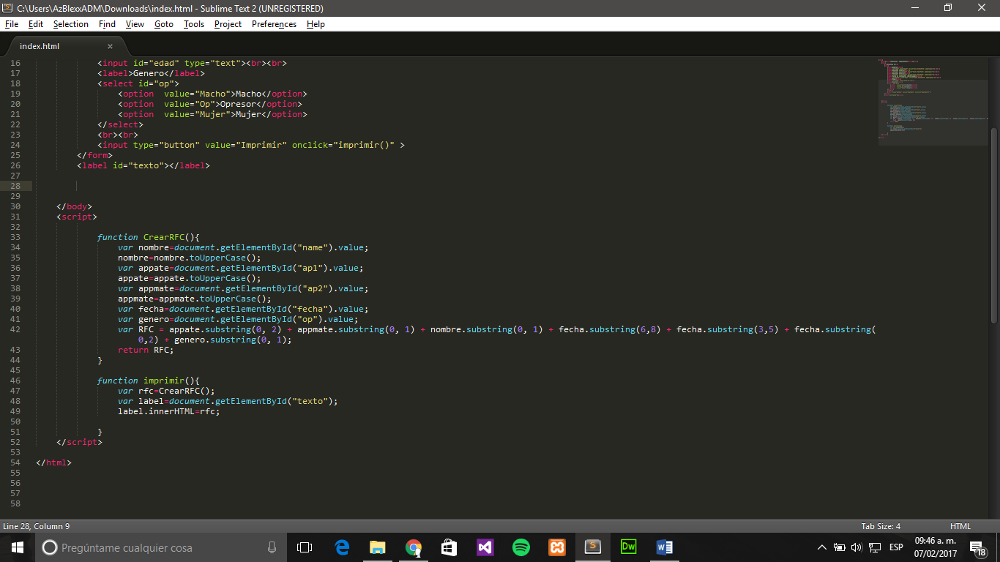 C:\Users\AzBlexxADM\Downloads\index.html - Sublime Text 2 (UNREGISTERED)
File Edit Selection Find View Goto Tools Project Preferences Help
index.html ×
16 <input id="edad" type="text"><br><br>
17 <label>Genero</label>
18 <select id="op">
19 <option  value="Macho">Macho</option>
20 <option  value="Op">Opresor</option>
21 <option  value="Mujer">Mujer</option>
22 </select>
23 <br><br>
24 <input type="button" value="Imprimir" onclick="imprimir()" >
25 </form>
26 <label id="texto"></label>
27
28
29
30 </body>
31 <script>
32
33 function CrearRFC(){
34 var nombre=document.getElementById("name").value;
35 nombre=nombre.toUpperCase();
36 var appate=document.getElementById("ap1").value;
37 appate=appate.toUpperCase();
38 var appmate=document.getElementById("ap2").value;
39 appmate=appmate.toUpperCase();
40 var fecha=document.getElementById("fecha").value;
41 var genero=document.getElementById("op").value;
42 var RFC = appate.substring(0, 2) + appmate.substring(0, 1) + nombre.substring(0, 1) + fecha.substring(6,8) + fecha.substring(3,5) + fecha.substring(
0,2) + genero.substring(0, 1);
43 return RFC;
44 }
45
46 function imprimir(){
47 var rfc=CrearRFC();
48 var label=document.getElementById("texto");
49 label.innerHTML=rfc;
50
51 }
52 </script>
53
54 </html>
55
56
57
58
Line 28, Column 9 Tab Size: 4 HTML
Pregúntame cualquier cosa
Dw
ESP
09:46 a. m.
07/02/2017
18